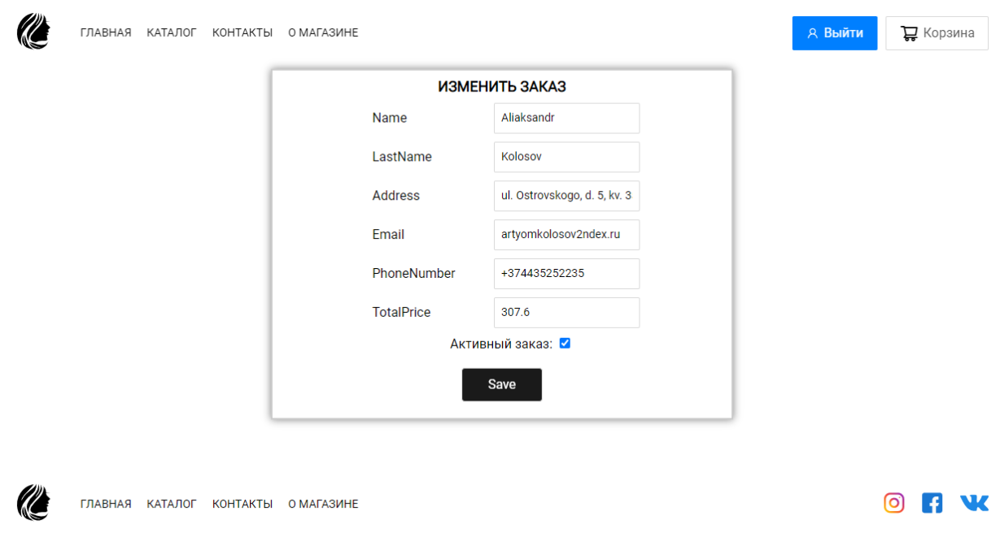 ГЛАВНАЯ КАТАЛОГ КОНТАКТЫ О МАГАЗИНЕ Выйти Корзина
ИЗМЕНИТЬ ЗАКАЗ
Name Aliaksandr
LastName Kolosov
Address ul. Ostrovskogo, d. 5, kv. 3
Email artyomkolosov2ndex.ru
PhoneNumber +374435252235
TotalPrice 307.6
Активный заказ:
Save
ГЛАВНАЯ КАТАЛОГ КОНТАКТЫ О МАГАЗИНЕ